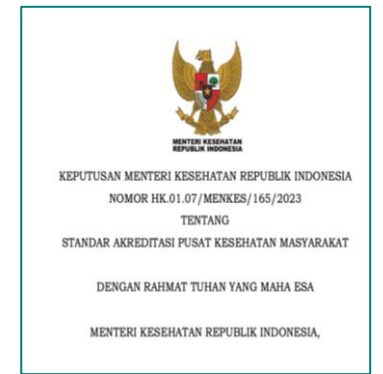 MENTERI KESEHATAN
REPUBLIK INDONESIA
KEPUTUSAN MENTERI KESEHATAN REPUBLIK INDONESIA
NOMOR HK.01.07/MENKES/165/2023
TENTANG
STANDAR AKREDITASI PUSAT KESEHATAN MASYARAKAT
DENGAN RAHMAT TUHAN YANG MAHA ESA
MENTERI KESEHATAN REPUBLIK INDONESIA,